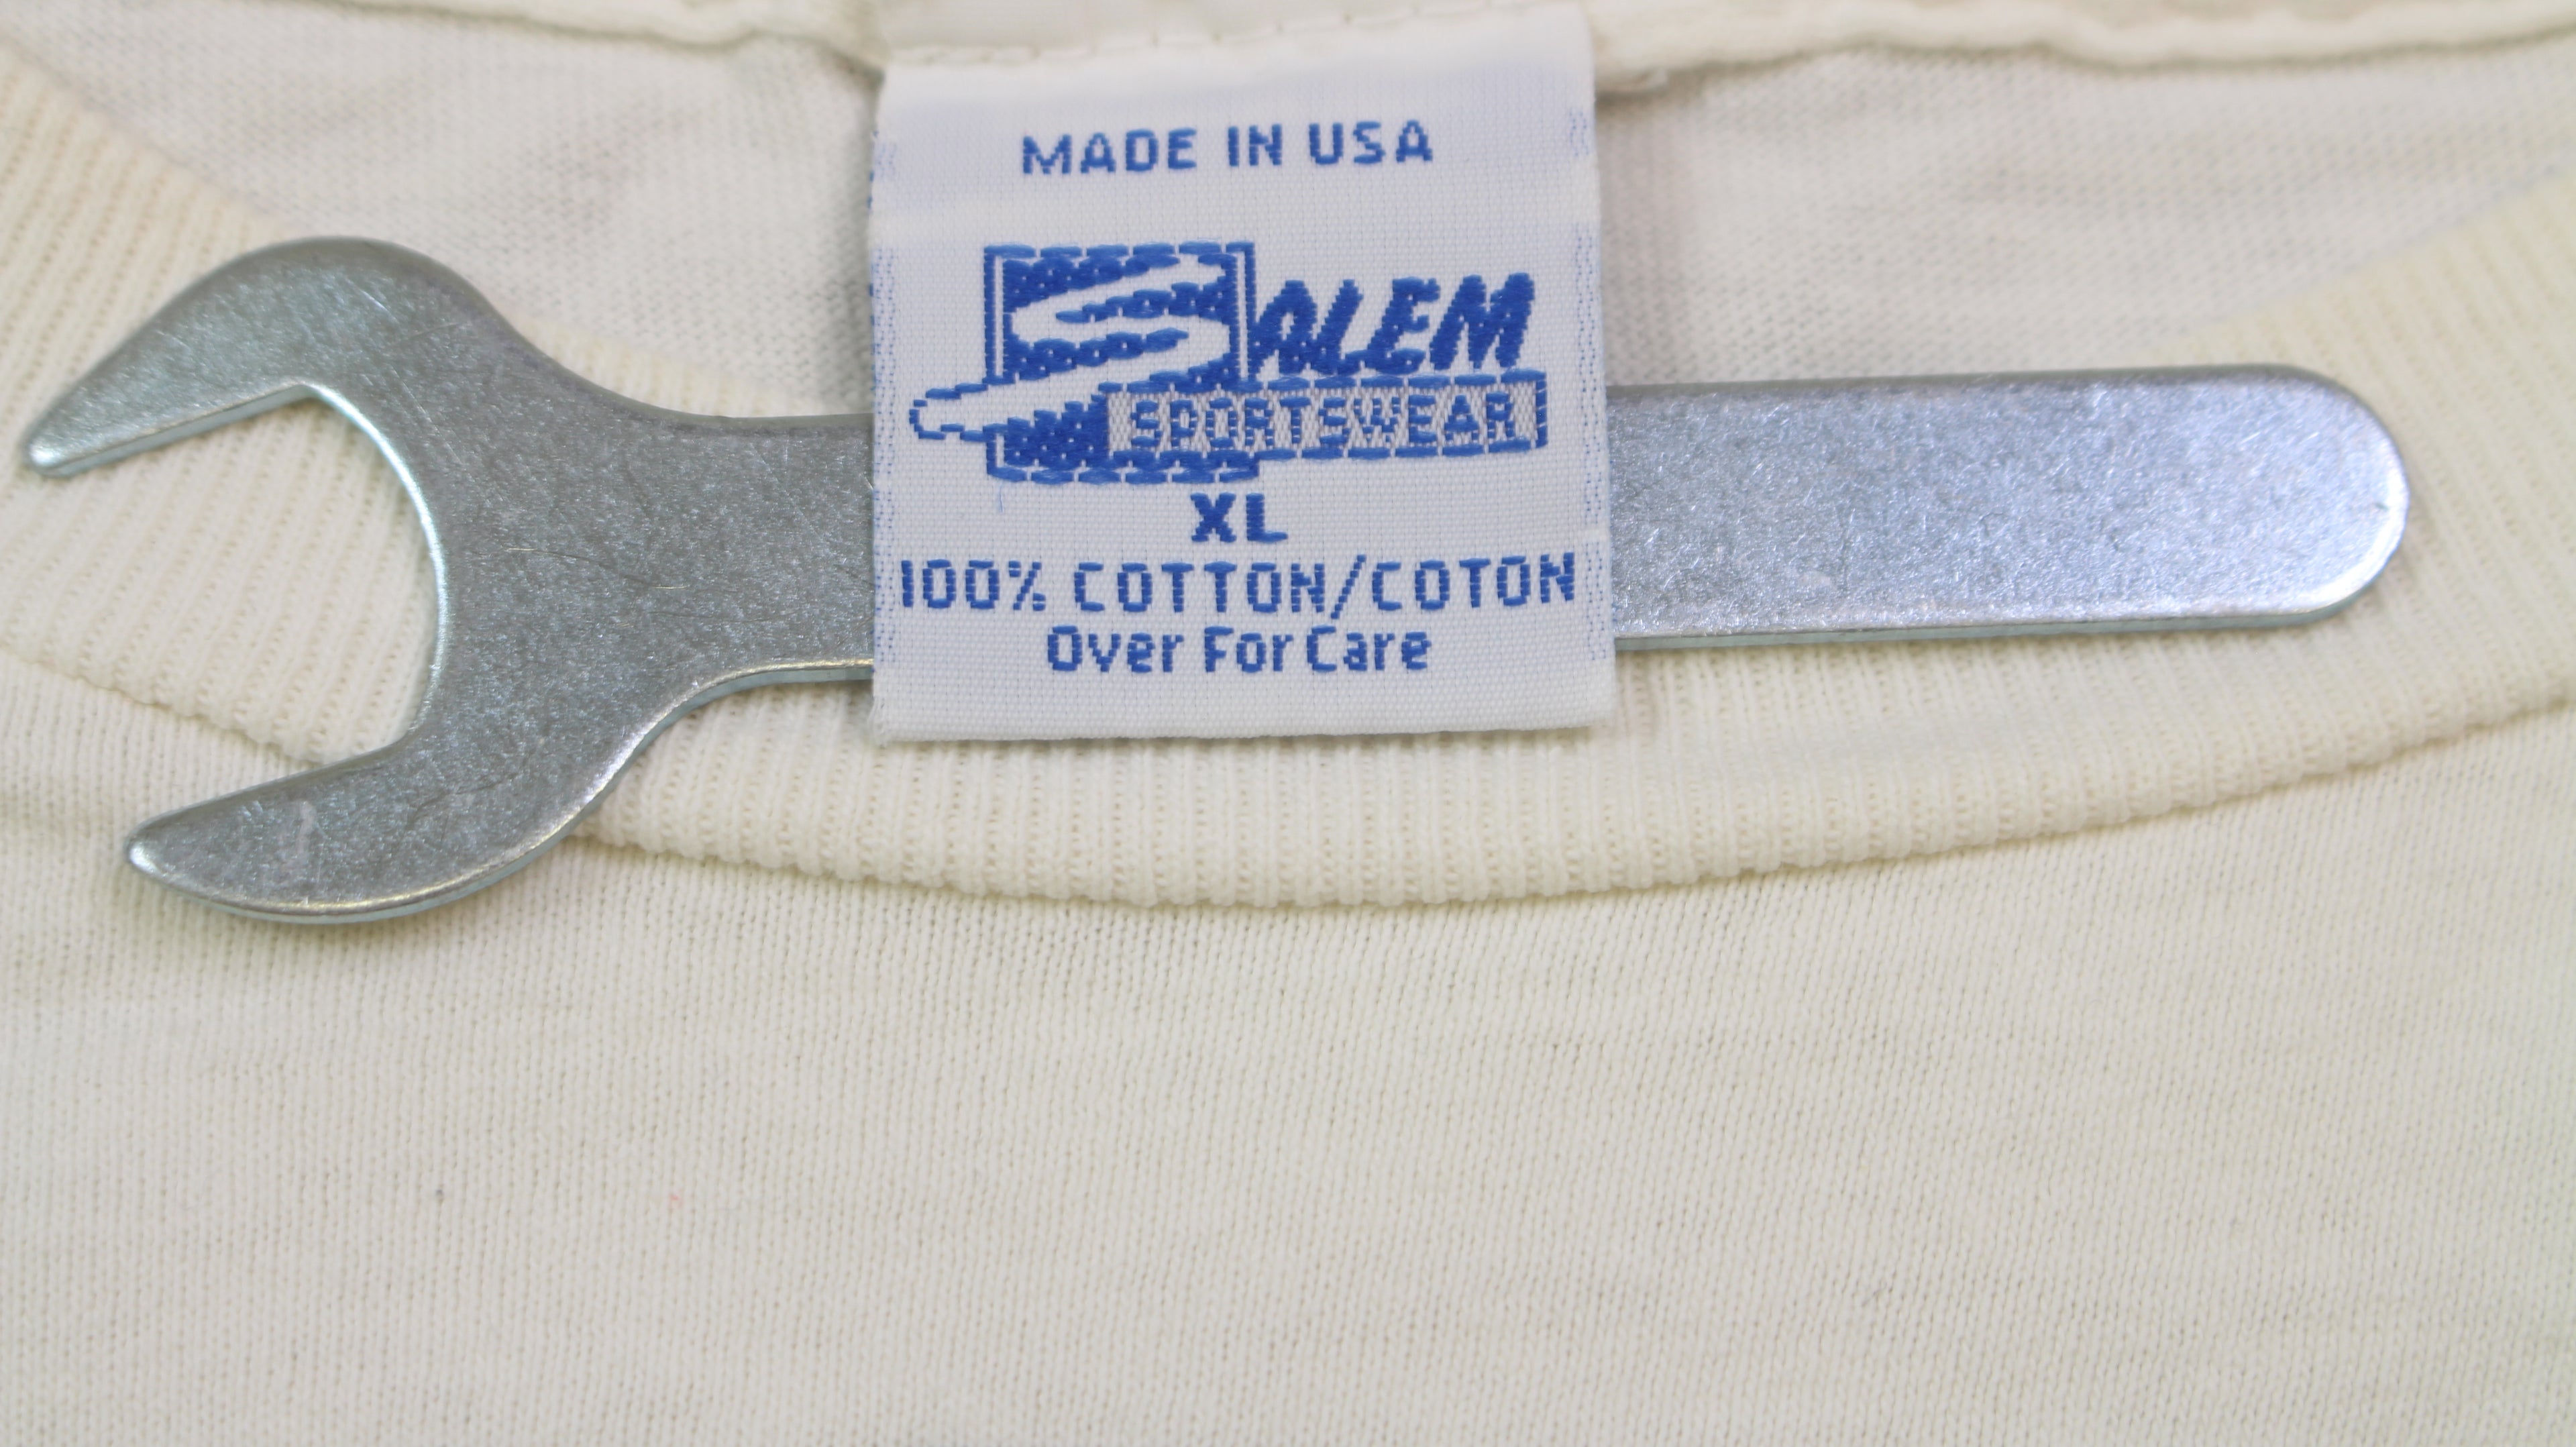 MADE IN USA
SALEM
SPORTSWEAR
XL
100% COTTON/COTON
Over For Care